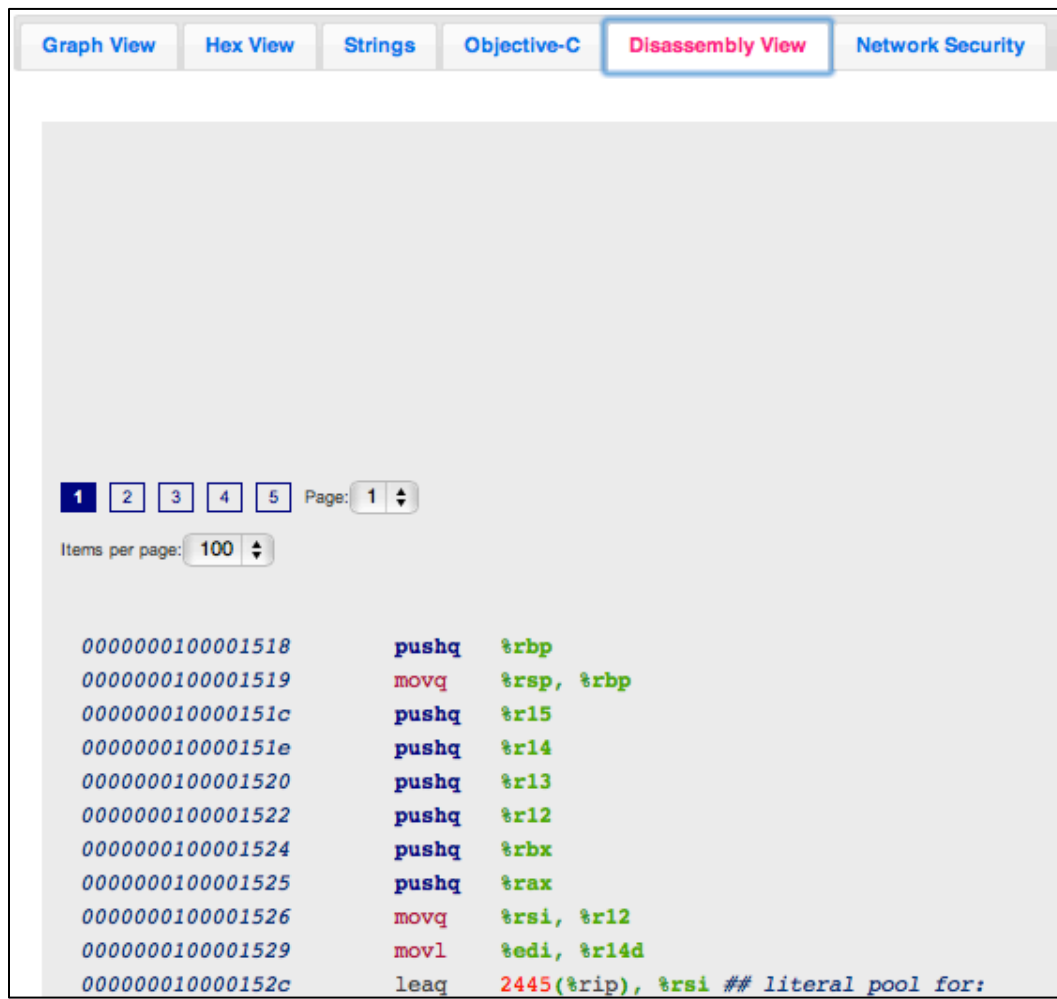 Graph View Hex View Strings Objective-C Disassembly View Network Security
1 2 3 4 5 Page: 1
Items per page: 100
0000000100001518 pushq %rbp
0000000100001519 movq %rsp, %rbp
000000010000151c pushq %r15
000000010000151e pushq %r14
0000000100001520 pushq %r13
0000000100001522 pushq %r12
0000000100001524 pushq %rbx
0000000100001525 pushq %rax
0000000100001526 movq %rsi, %r12
0000000100001529 movl %edi, %r14d
000000010000152c leaq 2445(%rip), %rsi ## literal pool for: